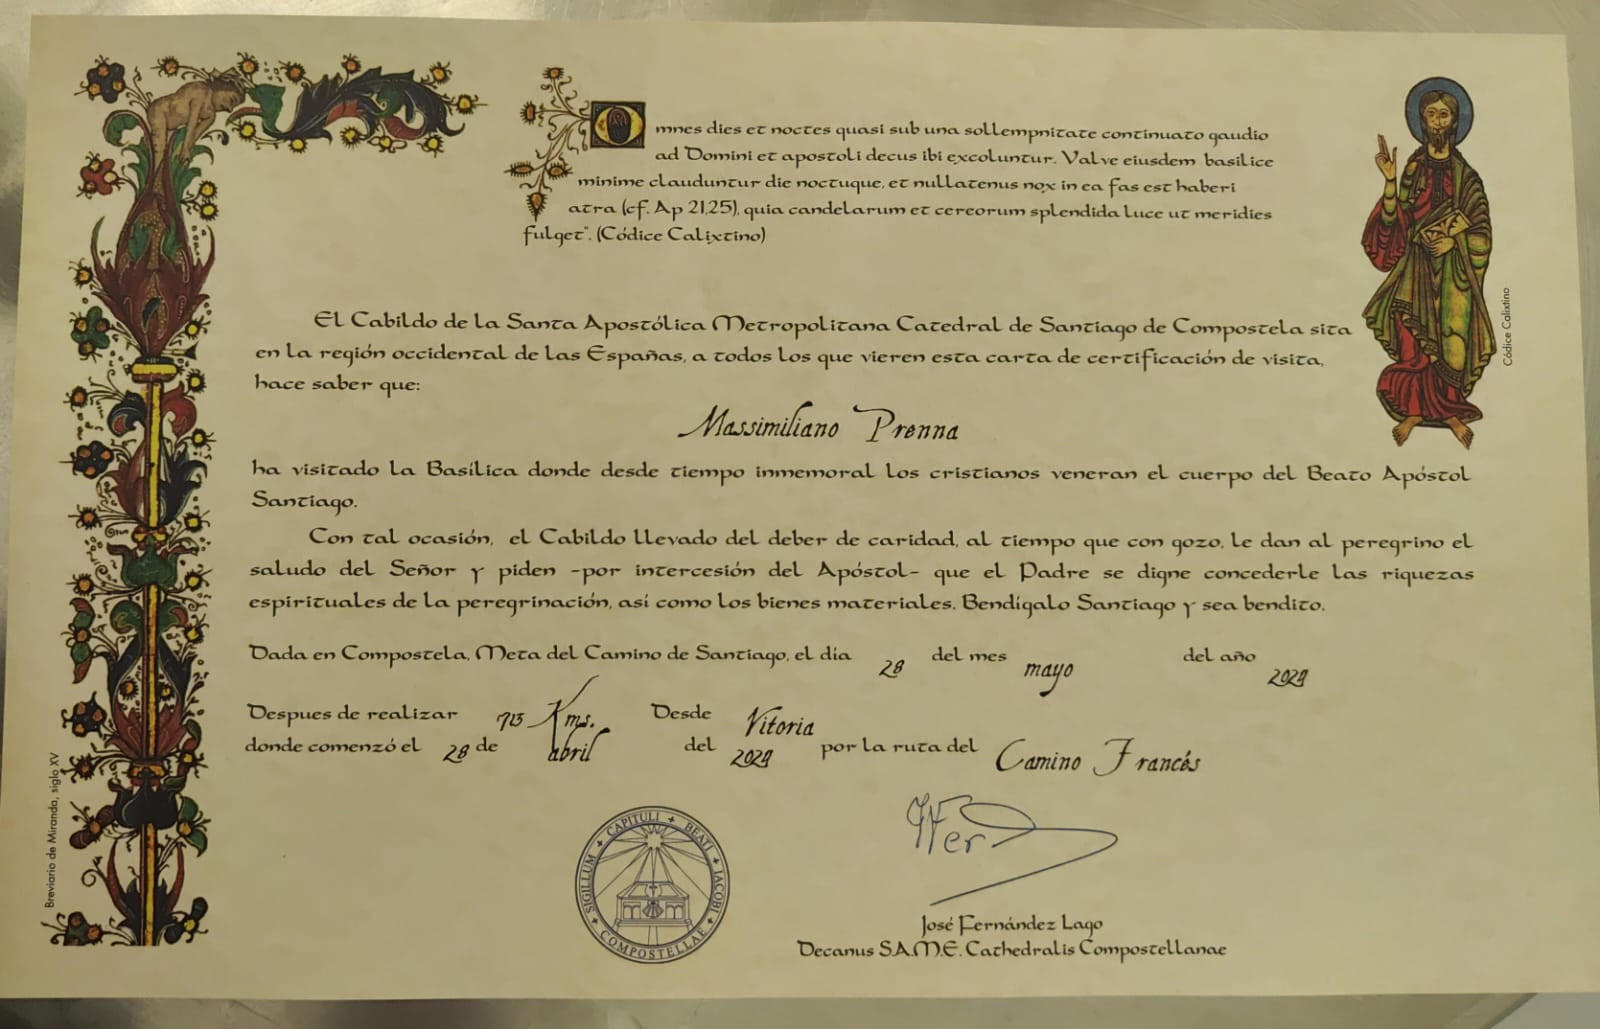 Omnes dies et noctes quasi sub una sollempnitate continuato gaudio
ad Domini et apostoli decus ibi excoluntur. Valve eiusdem basilice
minime clauduntur die noctuque, et nullatenus nox in ea fas est haberi
atra (cf. Ap 21,25), quia candelarum et cereorum splendida luce ut meridies
fulget". (Códice Calixtino)
Códice Calixtino
El Cabildo de la Santa Apostólica Metropolitana Catedral de Santiago de Compostela sita
en la región occidental de las Españas, a todos los que vieren esta carta de certificación de visita,
hace saber que:
Massimiliano Prenna
ha visitado la Basílica donde desde tiempo inmemoral los cristianos veneran el cuerpo del Beato Apóstol
Santiago.
Con tal ocasión, el Cabildo llevado del deber de caridad, al tiempo que con gozo, le dan al peregrino el
saludo del Señor y piden -por intercesión del Apóstol- que el Padre se digne concederle las riquezas
espirituales de la peregrinación, así como los bienes materiales. Bendígalo Santiago y sea bendito.
Dada en Compostela, Meta del Camino de Santiago, el día 28 del mes mayo del año 2024
Despues de realizar 713 Kms. Desde Vitoria
donde comenzó el 28 de abril del 2024 por la ruta del Camino Francés
Breviario de Miranda, siglo XV
SIGILLUM + CAPITULI + BEATI + IACOBI + COMPOSTELLAE +
José Fernández Lago
Decanus S.A.M.E. Cathedralis Compostellanae